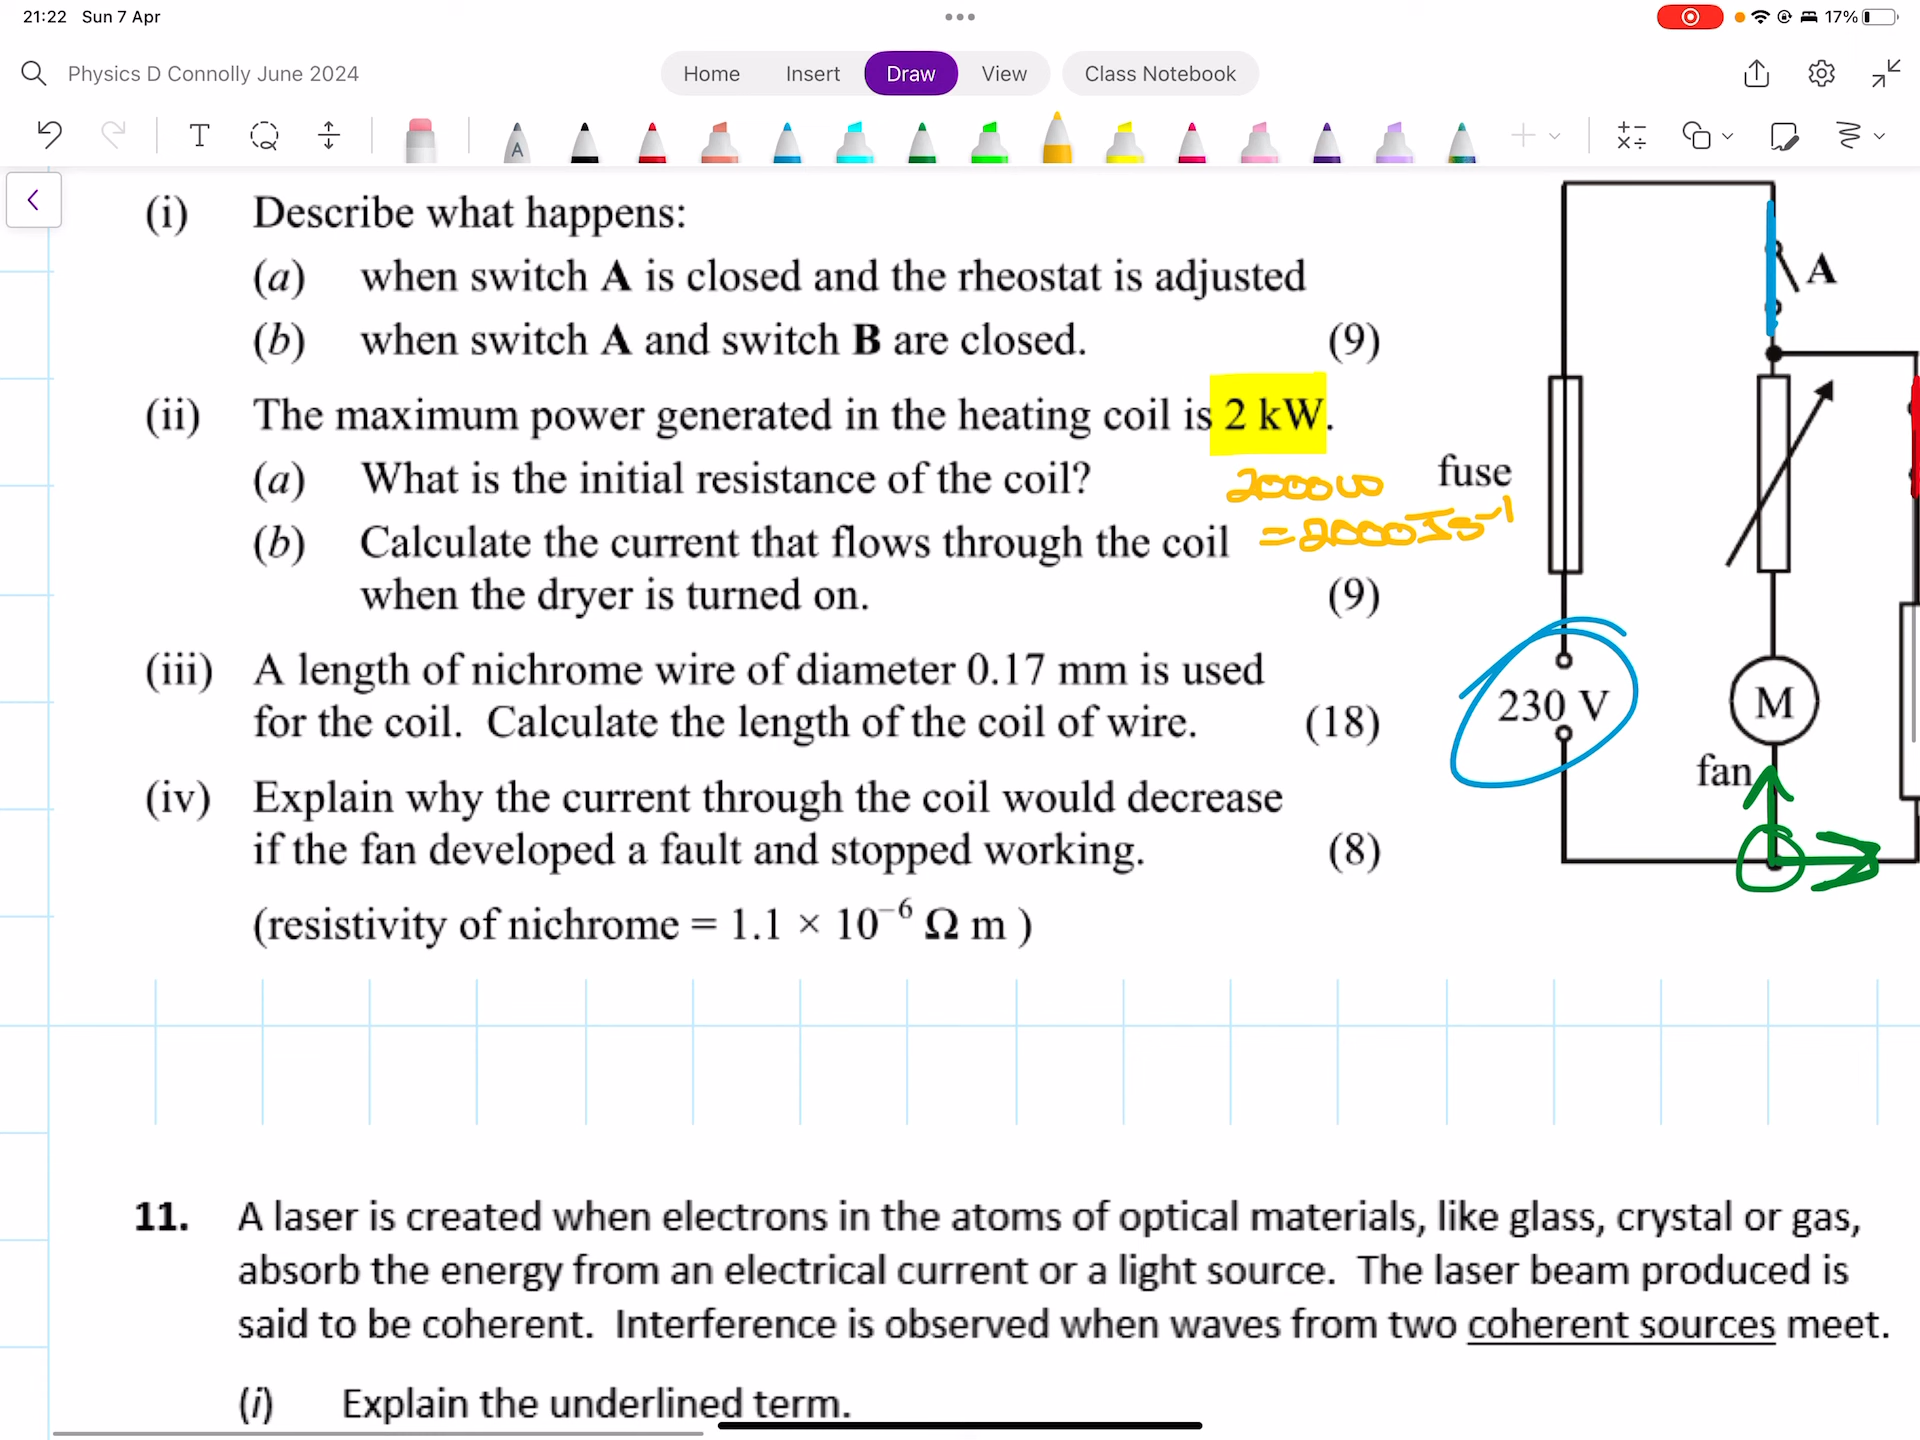 21:22 Sun 7 Apr
17%
Physics D Connolly June 2024
Home Insert Draw View Class Notebook
T
A
(i) Describe what happens:
(a) when switch A is closed and the rheostat is adjusted
(b) when switch A and switch B are closed. (9)
(ii) The maximum power generated in the heating coil is 2 kW.
(a) What is the initial resistance of the coil?
2000W
(b) Calculate the current that flows through the coil
= 2000Js⁻¹
when the dryer is turned on. (9)
(iii) A length of nichrome wire of diameter 0.17 mm is used
for the coil. Calculate the length of the coil of wire. (18)
(iv) Explain why the current through the coil would decrease
if the fan developed a fault and stopped working. (8)
(resistivity of nichrome = 1.1 × 10⁻⁶ Ω m )
A
fuse
230 V
M
fan
11. A laser is created when electrons in the atoms of optical materials, like glass, crystal or gas,
absorb the energy from an electrical current or a light source. The laser beam produced is
said to be coherent. Interference is observed when waves from two coherent sources meet.
(i) Explain the underlined term.